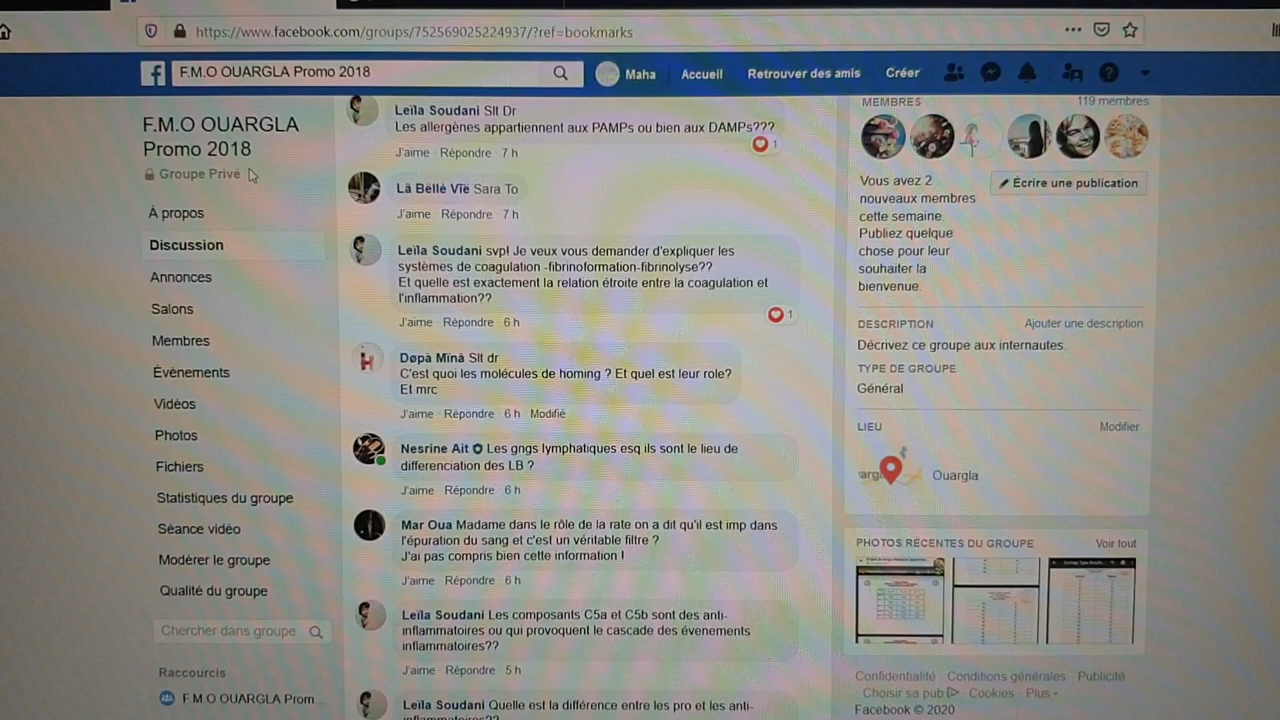 https://www.facebook.com/groups/752569025224937/?ref=bookmarks
F.M.O OUARGLA Promo 2018
Maha
Accueil
Retrouver des amis
Créer
F.M.O OUARGLA
Promo 2018
Groupe Privé
À propos
Discussion
Annonces
Salons
Membres
Évènements
Vidéos
Photos
Fichiers
Statistiques du groupe
Séance vidéo
Modérer le groupe
Qualité du groupe
Chercher dans groupe
Raccourcis
F.M.O OUARGLA Prom...
Leïla Soudani Slt Dr
Les allergènes appartiennent aux PAMPs ou bien aux DAMPs???
1
J'aime · Répondre · 7 h
Lã Bëllê Vïë Sara To
J'aime · Répondre · 7 h
Leïla Soudani svp! Je veux vous demander d'expliquer les
systèmes de coagulation -fibrinoformation-fibrinolyse??
Et quelle est exactement la relation étroite entre la coagulation et
l'inflammation??
1
J'aime · Répondre · 6 h
Døpà Mïnä Slt dr
C'est quoi les molécules de homing ? Et quel est leur role?
Et mrc
J'aime · Répondre · 6 h · Modifié
Nesrine Ait Les gngs lymphatiques esq ils sont le lieu de
differenciation des LB ?
J'aime · Répondre · 6 h
Mar Oua Madame dans le rôle de la rate on a dit qu'il est imp dans
l'épuration du sang et c'est un véritable filtre ?
J'ai pas compris bien cette information !
J'aime · Répondre · 6 h
Leïla Soudani Les composants C5a et C5b sont des anti-
inflammatoires ou qui provoquent le cascade des évenements
inflammatoires??
J'aime · Répondre · 5 h
Leïla Soudani Quelle est la différence entre les pro et les anti-
inflammatoires??
MEMBRES
119 membres
Vous avez 2
nouveaux membres
cette semaine.
Publiez quelque
chose pour leur
souhaiter la
bienvenue.
Écrire une publication
DESCRIPTION
Ajouter une description
Décrivez ce groupe aux internautes.
TYPE DE GROUPE
Général
LIEU
Modifier
Ouargla
PHOTOS RÉCENTES DU GROUPE
Voir tout
Confidentialité · Conditions générales · Publicité
· Choisir sa pub · Cookies · Plus
Facebook © 2020